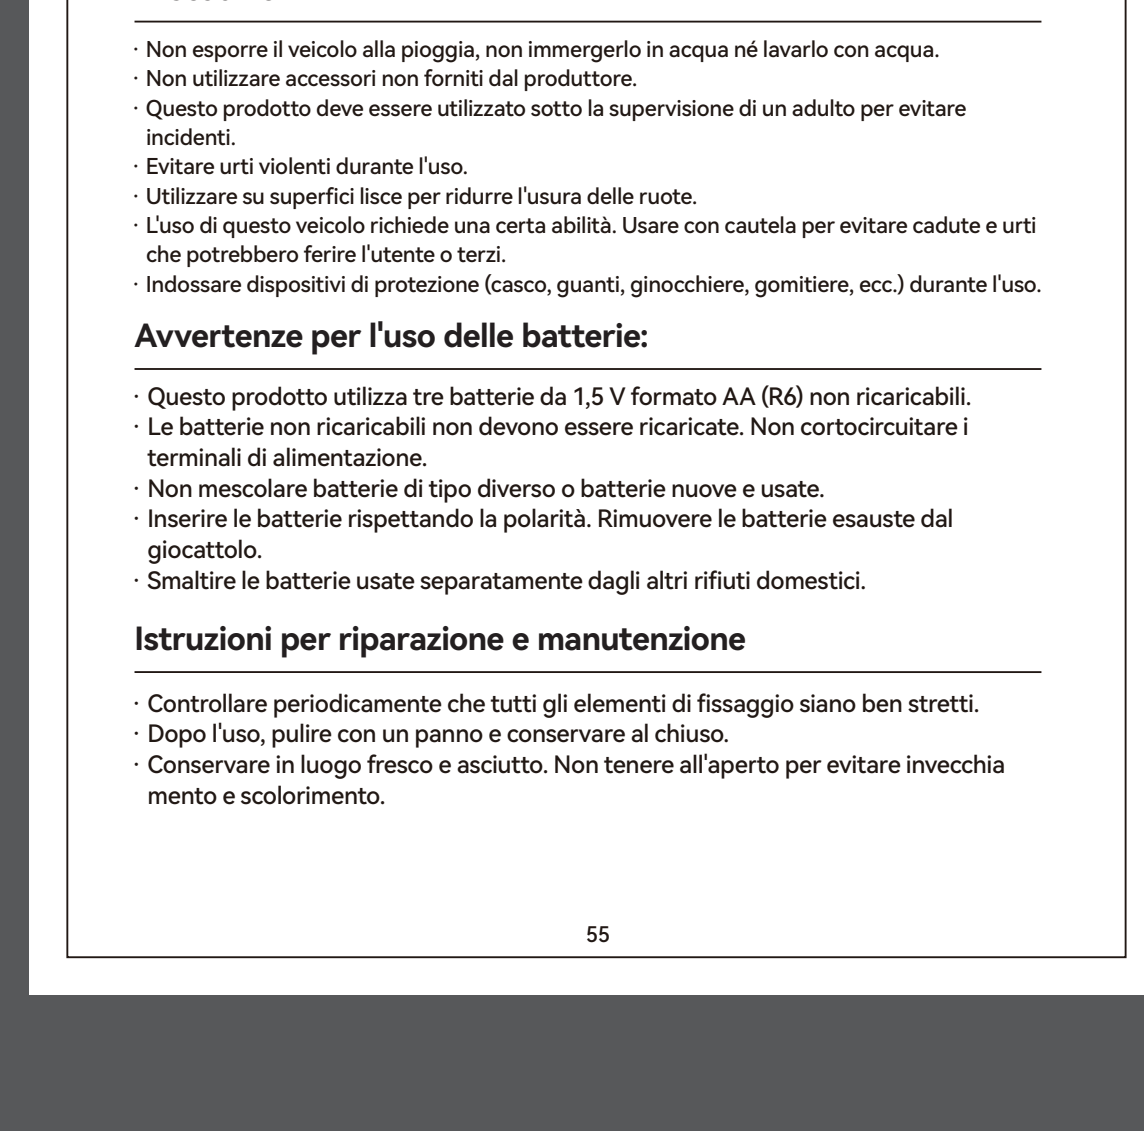 · Non esporre il veicolo alla pioggia, non immergerlo in acqua né lavarlo con acqua.
· Non utilizzare accessori non forniti dal produttore.
· Questo prodotto deve essere utilizzato sotto la supervisione di un adulto per evitare
incidenti.
· Evitare urti violenti durante l'uso.
· Utilizzare su superfici lisce per ridurre l'usura delle ruote.
· L'uso di questo veicolo richiede una certa abilità. Usare con cautela per evitare cadute e urti
che potrebbero ferire l'utente o terzi.
· Indossare dispositivi di protezione (casco, guanti, ginocchiere, gomitiere, ecc.) durante l'uso.
Avvertenze per l'uso delle batterie:
· Questo prodotto utilizza tre batterie da 1,5 V formato AA (R6) non ricaricabili.
· Le batterie non ricaricabili non devono essere ricaricate. Non cortocircuitare i
terminali di alimentazione.
· Non mescolare batterie di tipo diverso o batterie nuove e usate.
· Inserire le batterie rispettando la polarità. Rimuovere le batterie esauste dal
giocattolo.
· Smaltire le batterie usate separatamente dagli altri rifiuti domestici.
Istruzioni per riparazione e manutenzione
· Controllare periodicamente che tutti gli elementi di fissaggio siano ben stretti.
· Dopo l'uso, pulire con un panno e conservare al chiuso.
· Conservare in luogo fresco e asciutto. Non tenere all'aperto per evitare invecchia
mento e scolorimento.
55